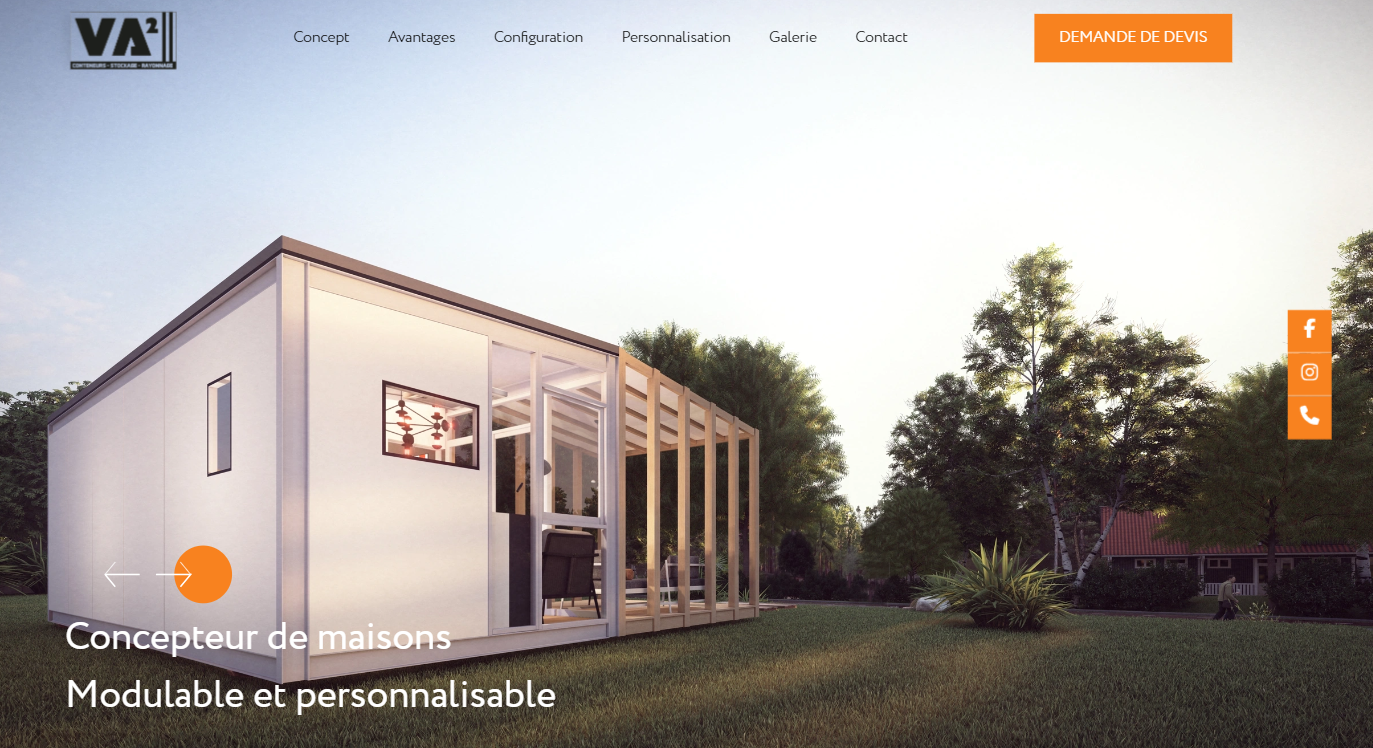 VA²
CONTENEURS - STOCKAGE - RAYONNAGE
Concept
Avantages
Configuration
Personnalisation
Galerie
Contact
DEMANDE DE DEVIS
Concepteur de maisons
Modulable et personnalisable